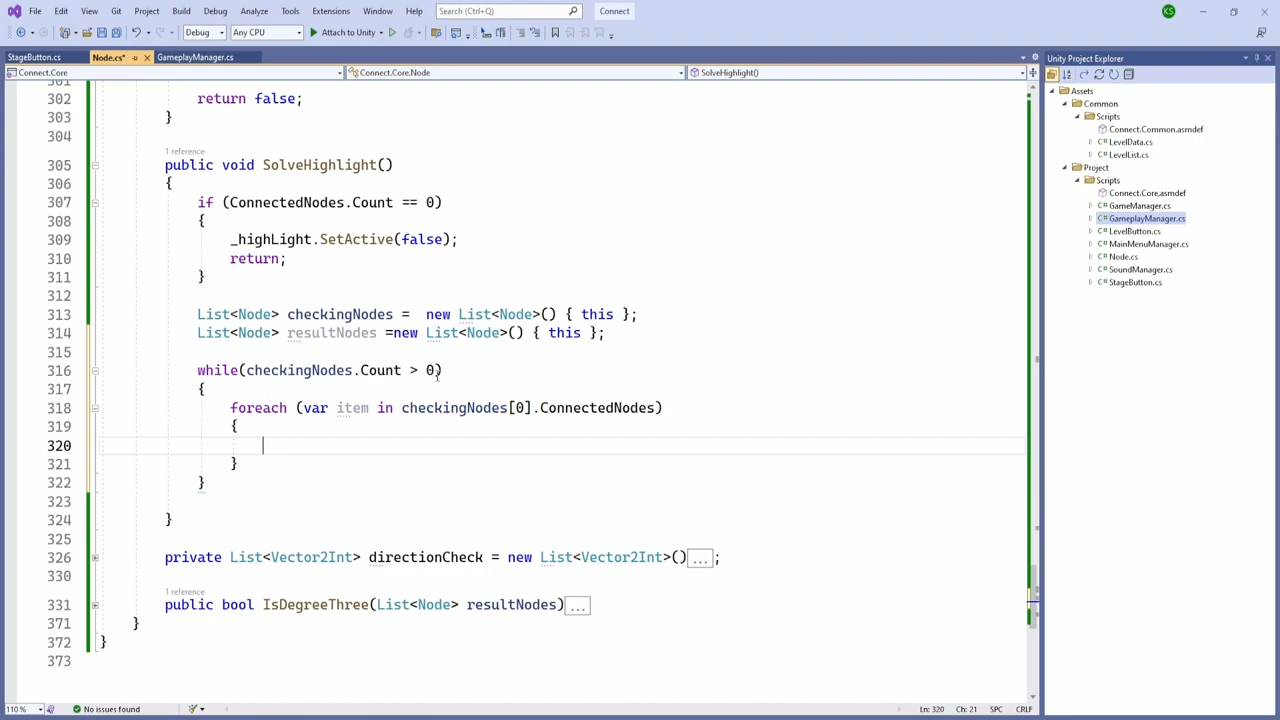 File Edit View Git Project Build Debug Analyze Tools Extensions Window Help Search (Ctrl+Q) Connect KS
Debug Any CPU Attach to Unity
StageButton.cs Node.cs* GameplayManager.cs
Connect.Core Connect.Core.Node SolveHighlight()
301
302 return false;
303 }
304
1 reference
305 public void SolveHighlight()
306 {
307 if (ConnectedNodes.Count == 0)
308 {
309 _highLight.SetActive(false);
310 return;
311 }
312
313 List<Node> checkingNodes =  new List<Node>() { this };
314 List<Node> resultNodes =new List<Node>() { this };
315
316 while(checkingNodes.Count > 0)
317 {
318 foreach (var item in checkingNodes[0].ConnectedNodes)
319 {
320
321 }
322 }
323
324 }
325
326 private List<Vector2Int> directionCheck = new List<Vector2Int>()...;
330
1 reference
331 public bool IsDegreeThree(List<Node> resultNodes)...
371 }
372 }
373
110 % No issues found Ln: 320 Ch: 21 SPC CRLF
Unity Project Explorer
Assets
Common
Scripts
Connect.Common.asmdef
C# LevelData.cs
C# LevelList.cs
Project
Scripts
Connect.Core.asmdef
C# GameManager.cs
C# GameplayManager.cs
C# LevelButton.cs
C# MainMenuManager.cs
C# Node.cs
C# SoundManager.cs
C# StageButton.cs